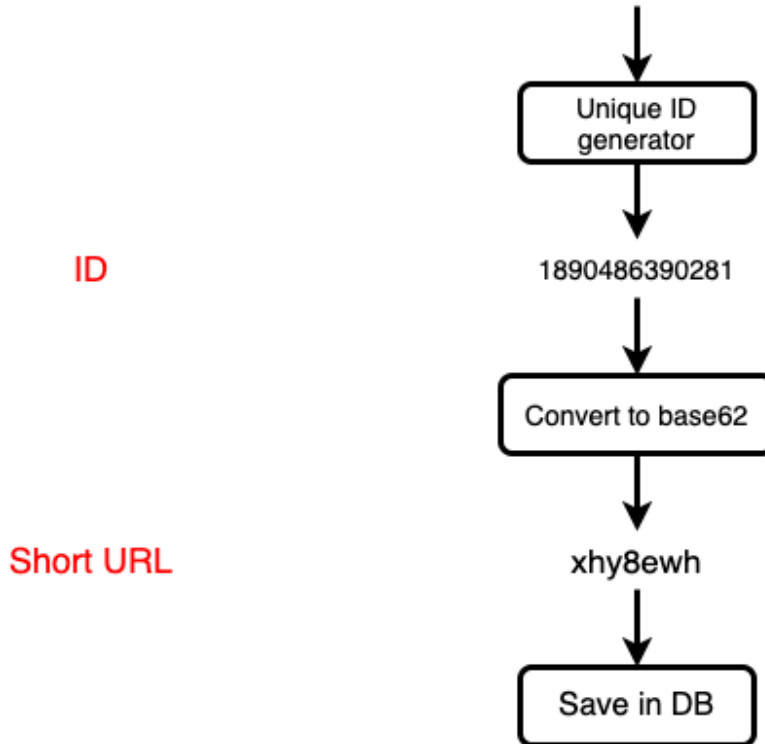 Unique ID
generator
ID
1890486390281
Convert to base62
Short URL
xhy8ewh
Save in DB